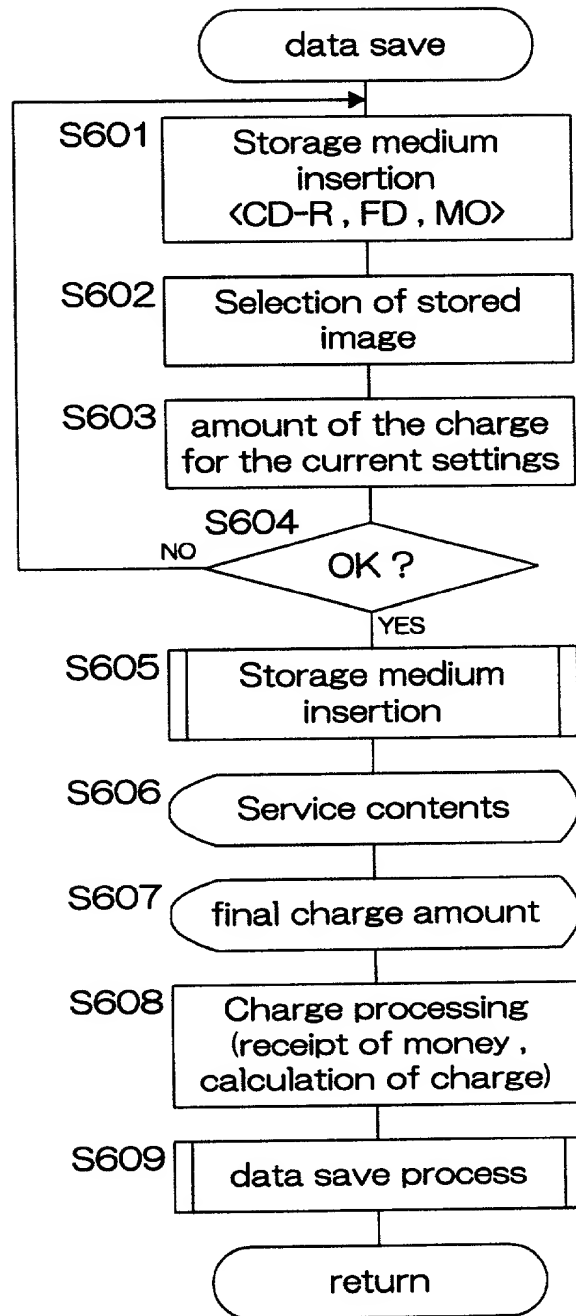 data save
S601
Storage medium
insertion
<CD-R , FD , MO>
S602
Selection of stored
image
S603
amount of the charge
for the current settings
S604
NO
OK ?
YES
S605
Storage medium
insertion
S606
Service contents
S607
final charge amount
S608
Charge processing
(receipt of money ,
calculation of charge)
S609
data save process
return